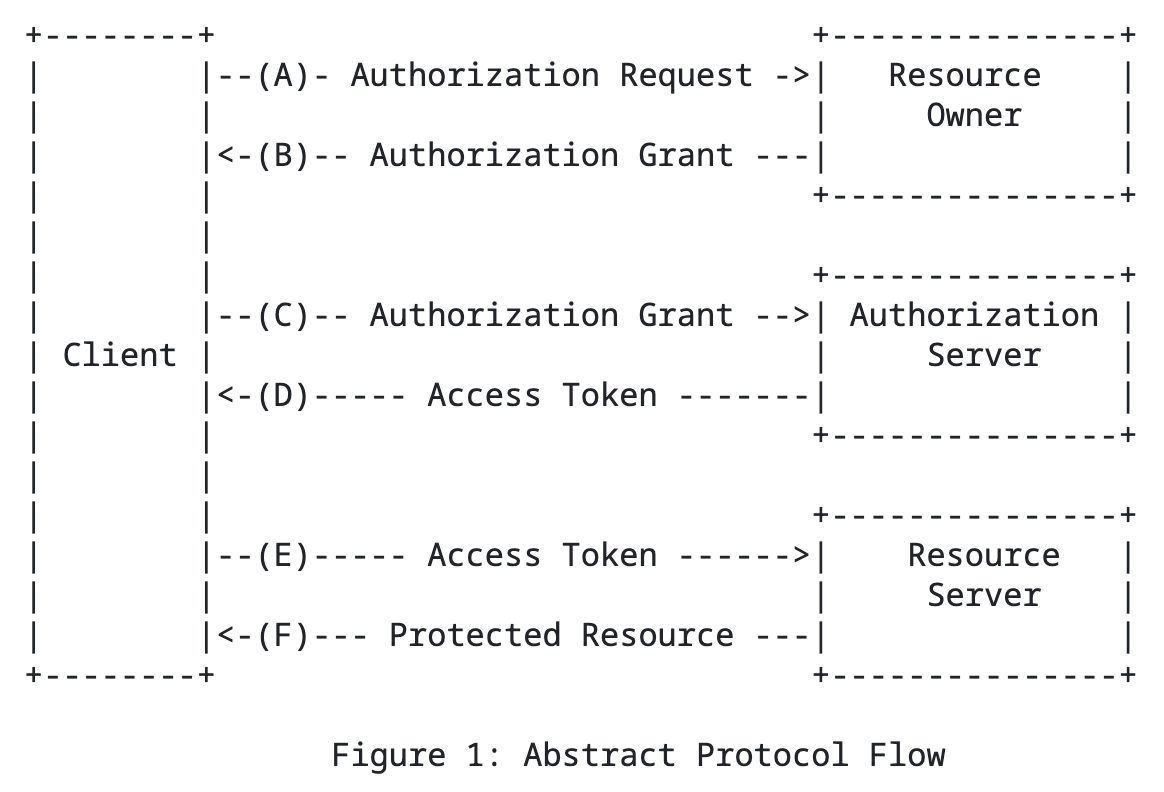 +--------+                               +---------------+
|        |--(A)- Authorization Request ->|   Resource    |
|        |                               |     Owner     |
|        |<-(B)-- Authorization Grant ---|               |
|        |                               +---------------+
|        |
|        |                               +---------------+
|        |--(C)-- Authorization Grant -->| Authorization |
| Client |                               |     Server    |
|        |<-(D)----- Access Token -------|               |
|        |                               +---------------+
|        |
|        |                               +---------------+
|        |--(E)----- Access Token ------>|    Resource   |
|        |                               |     Server    |
|        |<-(F)--- Protected Resource ---|               |
+--------+                               +---------------+

                Figure 1: Abstract Protocol Flow